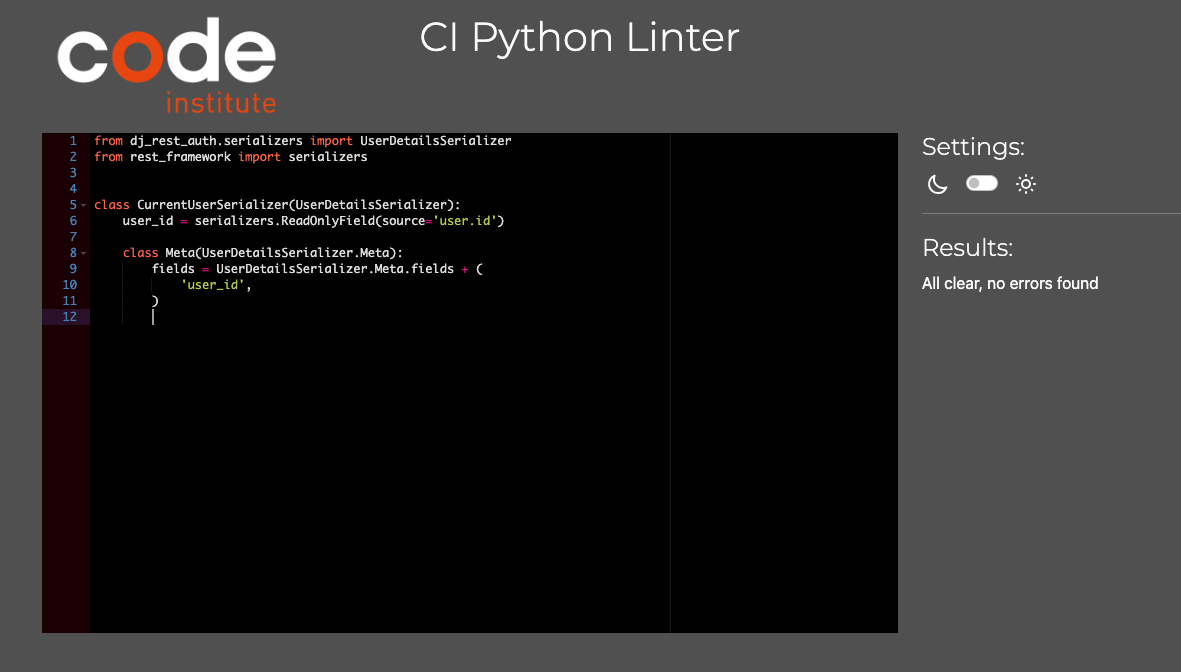 code
institute
CI Python Linter
1 from dj_rest_auth.serializers import UserDetailsSerializer
2 from rest_framework import serializers
3
4
5 class CurrentUserSerializer(UserDetailsSerializer):
6     user_id = serializers.ReadOnlyField(source='user.id')
7
8     class Meta(UserDetailsSerializer.Meta):
9         fields = UserDetailsSerializer.Meta.fields + (
10             'user_id',
11         )
12
Settings:
Results:
All clear, no errors found